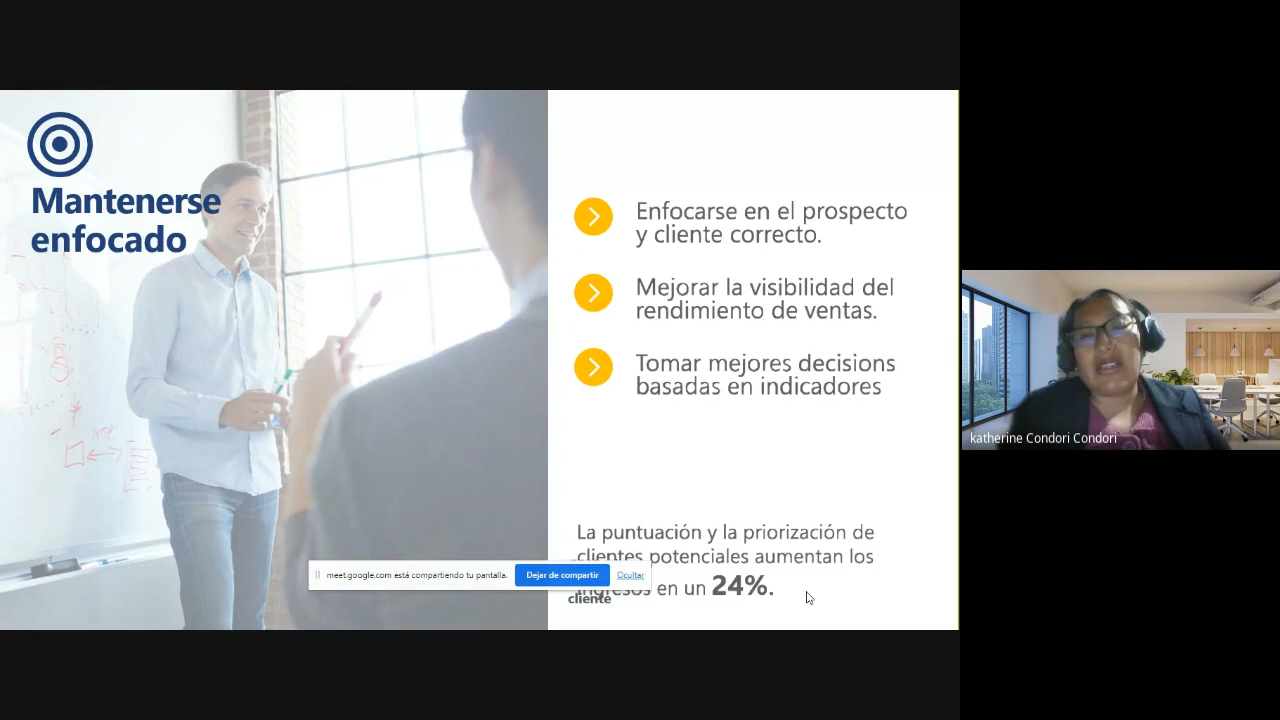 Mantenerse
enfocado
Enfocarse en el prospecto
y cliente correcto.
Mejorar la visibilidad del
rendimiento de ventas.
Tomar mejores decisions
basadas en indicadores
La puntuación y la priorización de
clientes potenciales aumentan los
ingresos en un 24%.
cliente
meet.google.com está compartiendo tu pantalla.
Dejar de compartir
Ocultar
katherine Condori Condori